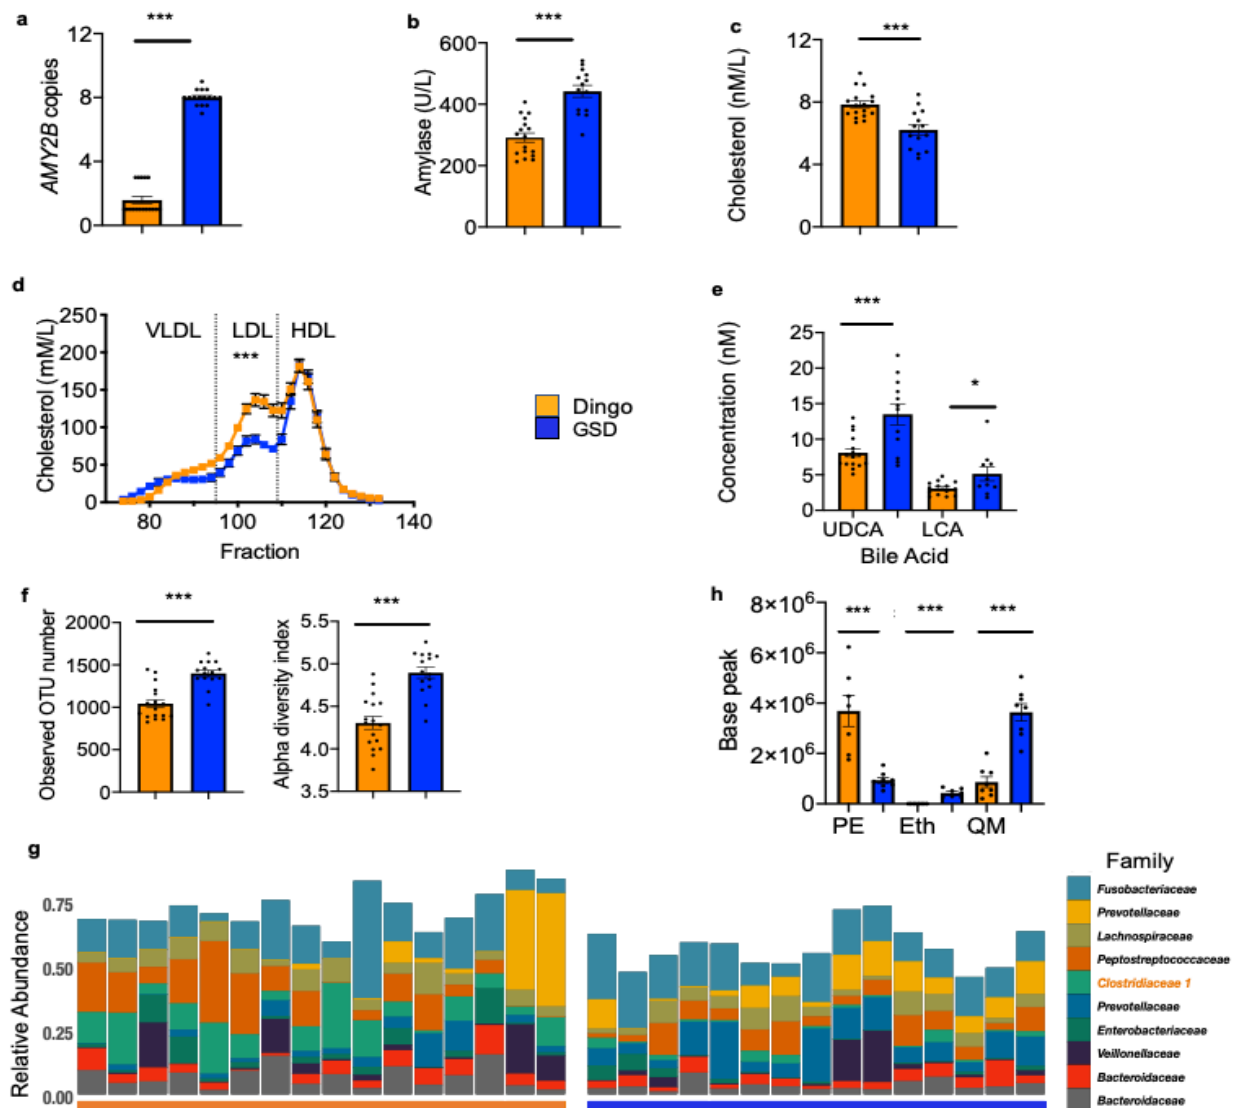 a
***
AMY2B copies
12
8
4
0
b
***
Amylase (U/L)
600
400
200
0
c
***
Cholesterol (nM/L)
12
8
4
0
d
Cholesterol (mM/L)
250
200
150
100
50
0
VLDL
LDL
HDL
***
80
100
120
140
Fraction
Dingo
GSD
e
***
*
Concentration (nM)
25
20
15
10
5
0
UDCA
LCA
Bile Acid
f
***
Observed OTU number
2000
1500
1000
500
0
***
Alpha diversity index
5.5
5.0
4.5
4.0
3.5
h
***
***
***
Base peak
8×10⁶
6×10⁶
4×10⁶
2×10⁶
0
PE
Eth
QM
g
Relative Abundance
0.75
0.50
0.25
0.00
Family
Fusobacteriaceae
Prevotellaceae
Lachnospiraceae
Peptostreptococcaceae
Clostridiaceae 1
Prevotellaceae
Enterobacteriaceae
Veillonellaceae
Bacteroidaceae
Bacteroidaceae